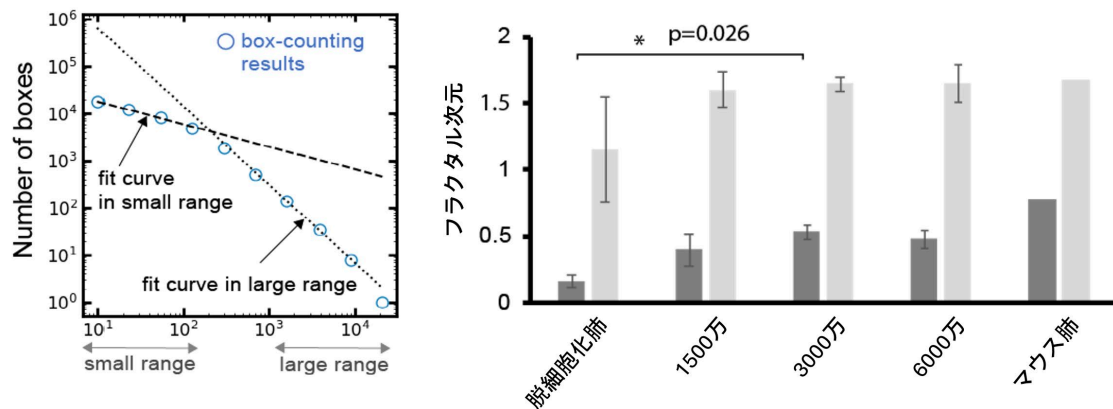 Number of boxes
10^6
10^5
10^4
10^3
10^2
10^1
10^0
box-counting
results
fit curve
in small range
fit curve in large range
10^1
10^2
10^3
10^4
small range
large range
フラクタル次元
2
1.5
1
0.5
0
* p=0.026
脱細胞化肺
1500万
3000万
6000万
マウス肺